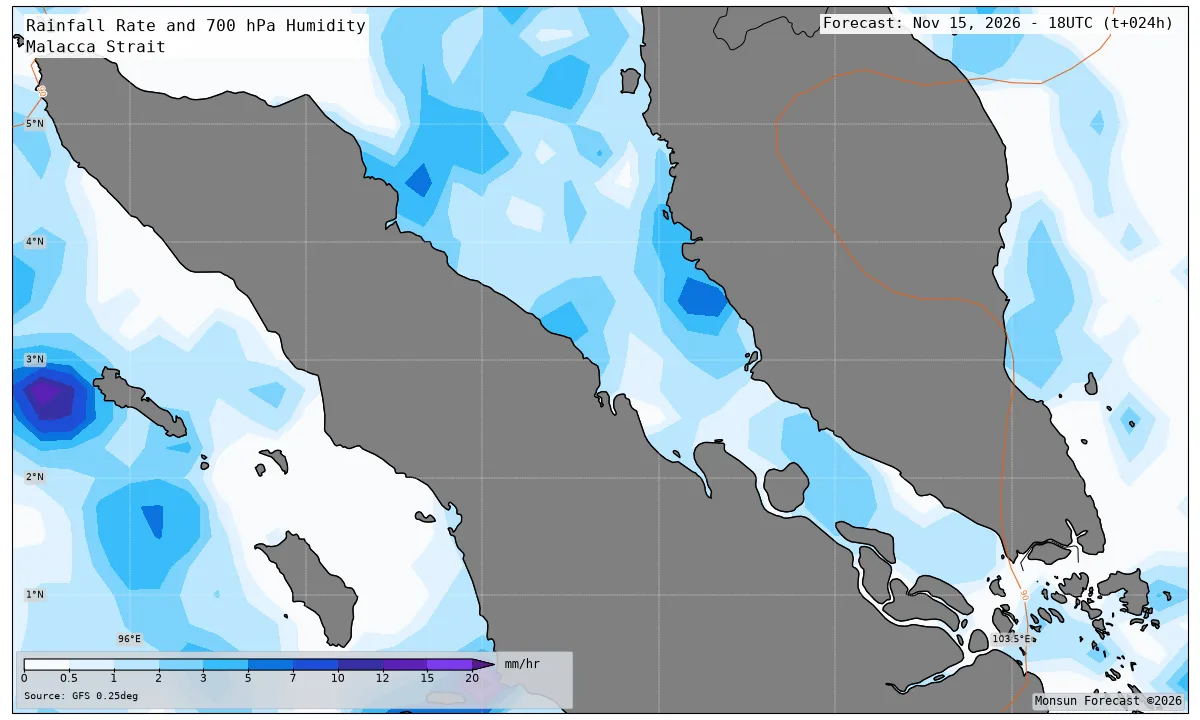 Rainfall Rate and 700 hPa Humidity
Malacca Strait
Forecast: Nov 15, 2026 - 18UTC (t+024h)
90
5°N
4°N
3°N
2°N
1°N
90
96°E
103.5°E
mm/hr
0 0.5 1 2 3 5 7 10 12 15 20
Source: GFS 0.25deg
Monsun Forecast ©2026